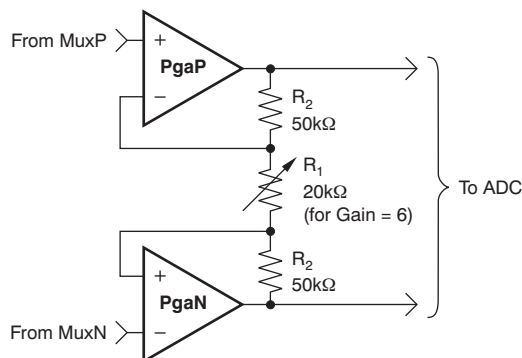 From MuxP
+
PgaP
−
R2
50kΩ
R1
20kΩ
(for Gain = 6)
To ADC
R2
50kΩ
+
PgaN
−
From MuxN